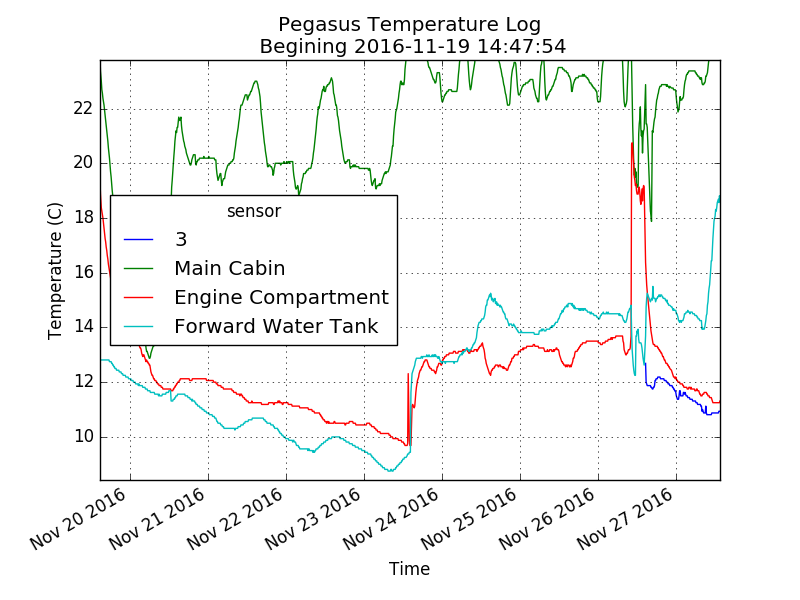 Pegasus Temperature Log
Begining 2016-11-19 14:47:54
22
20
18
16
14
12
10
Temperature (C)
sensor
3
Main Cabin
Engine Compartment
Forward Water Tank
Nov 20 2016
Nov 21 2016
Nov 22 2016
Nov 23 2016
Nov 24 2016
Nov 25 2016
Nov 26 2016
Nov 27 2016
Time